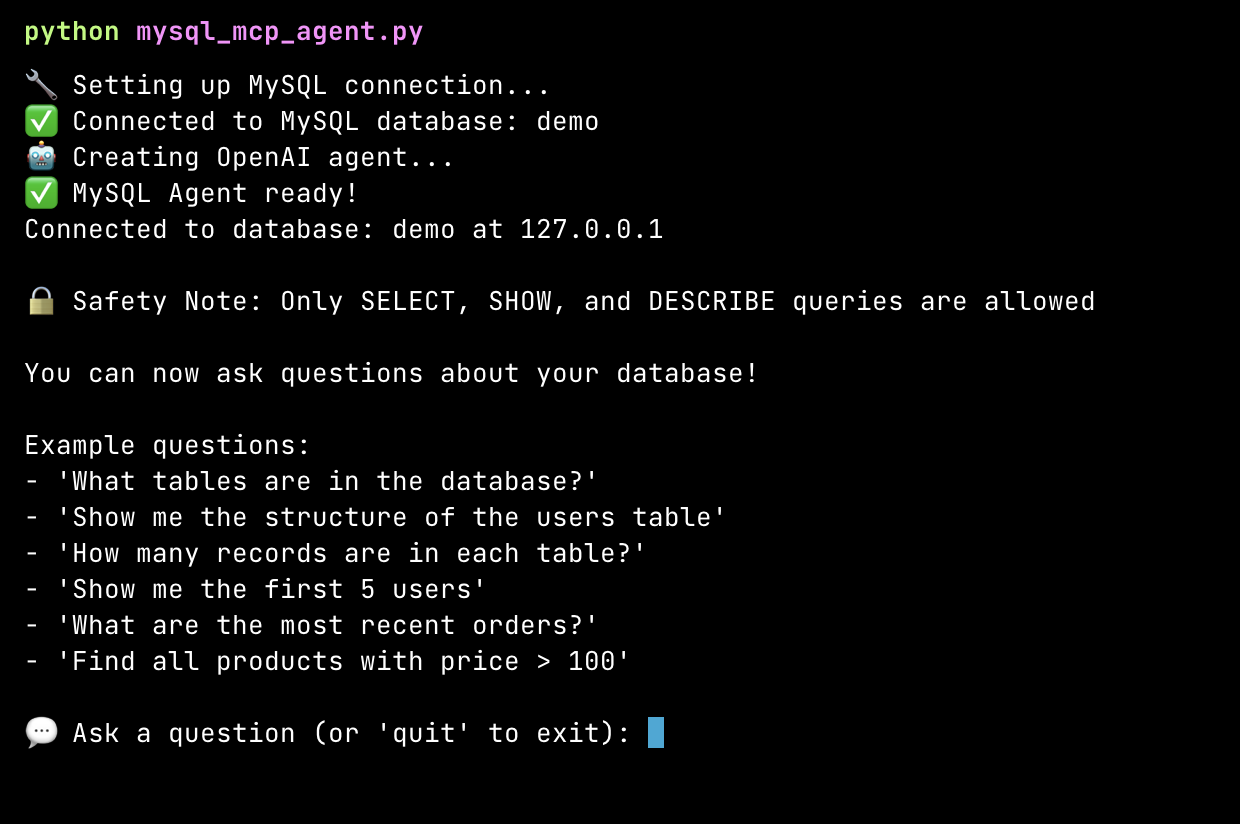 python mysql_mcp_agent.py
🔧 Setting up MySQL connection...
✅ Connected to MySQL database: demo
🤖 Creating OpenAI agent...
✅ MySQL Agent ready!
Connected to database: demo at 127.0.0.1
🔒 Safety Note: Only SELECT, SHOW, and DESCRIBE queries are allowed
You can now ask questions about your database!
Example questions:
- 'What tables are in the database?'
- 'Show me the structure of the users table'
- 'How many records are in each table?'
- 'Show me the first 5 users'
- 'What are the most recent orders?'
- 'Find all products with price > 100'
💬 Ask a question (or 'quit' to exit):